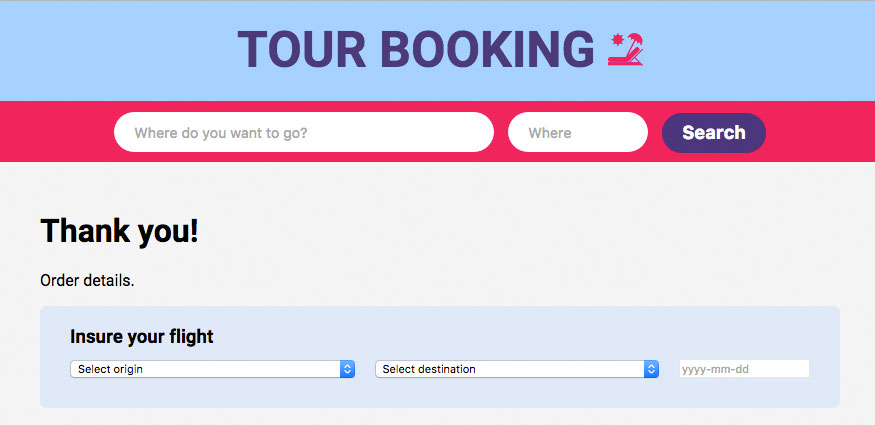 TOUR BOOKING
Where do you want to go? Where Search
Thank you!
Order details.
Insure your flight
Select origin Select destination yyyy-mm-dd